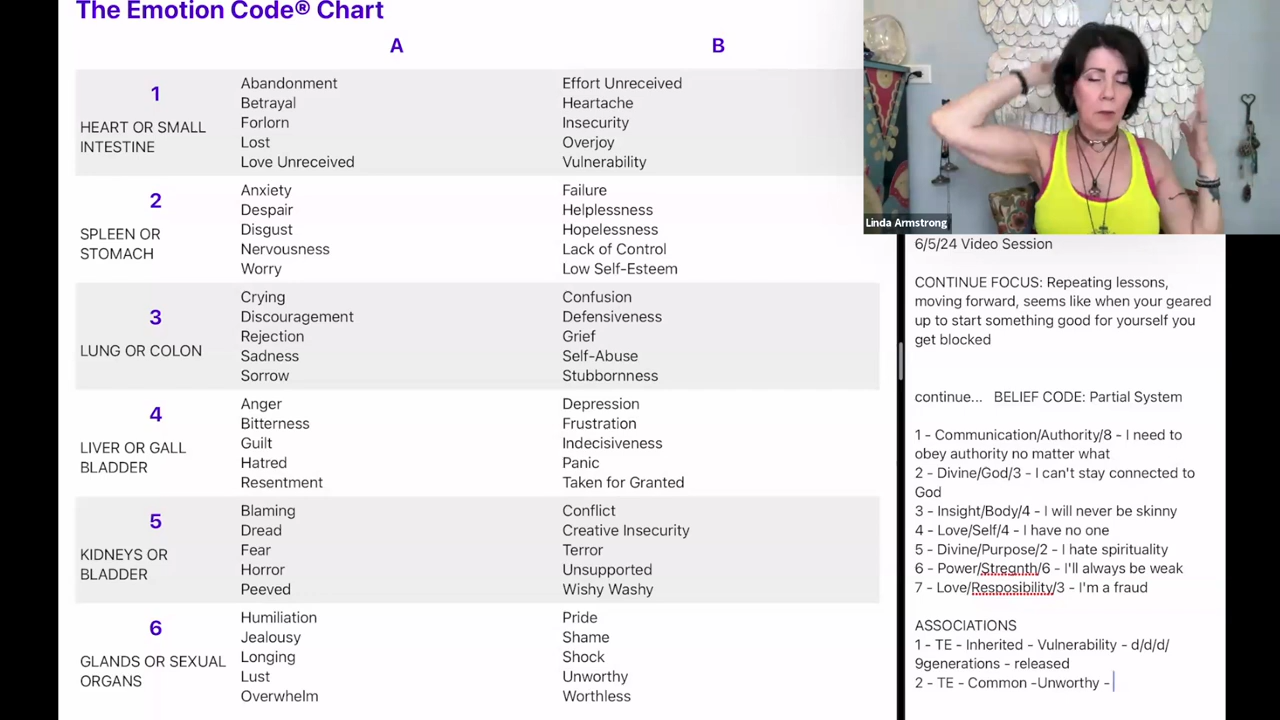 The Emotion Code® Chart
A
B
1
HEART OR SMALL
INTESTINE
Abandonment
Betrayal
Forlorn
Lost
Love Unreceived
Effort Unreceived
Heartache
Insecurity
Overjoy
Vulnerability
2
SPLEEN OR
STOMACH
Anxiety
Despair
Disgust
Nervousness
Worry
Failure
Helplessness
Hopelessness
Lack of Control
Low Self-Esteem
3
LUNG OR COLON
Crying
Discouragement
Rejection
Sadness
Sorrow
Confusion
Defensiveness
Grief
Self-Abuse
Stubbornness
4
LIVER OR GALL
BLADDER
Anger
Bitterness
Guilt
Hatred
Resentment
Depression
Frustration
Indecisiveness
Panic
Taken for Granted
5
KIDNEYS OR
BLADDER
Blaming
Dread
Fear
Horror
Peeved
Conflict
Creative Insecurity
Terror
Unsupported
Wishy Washy
6
GLANDS OR SEXUAL
ORGANS
Humiliation
Jealousy
Longing
Lust
Overwhelm
Pride
Shame
Shock
Unworthy
Worthless
Linda Armstrong
6/5/24 Video Session
CONTINUE FOCUS: Repeating lessons,
moving forward, seems like when your geared
up to start something good for yourself you
get blocked
continue... BELIEF CODE: Partial System
1 - Communication/Authority/8 - I need to
obey authority no matter what
2 - Divine/God/3 - I can't stay connected to
God
3 - Insight/Body/4 - I will never be skinny
4 - Love/Self/4 - I have no one
5 - Divine/Purpose/2 - I hate spirituality
6 - Power/Stregnth/6 - I'll always be weak
7 - Love/Resposibility/3 - I'm a fraud
ASSOCIATIONS
1 - TE - Inherited - Vulnerability - d/d/d/
9generations - released
2 - TE - Common -Unworthy -